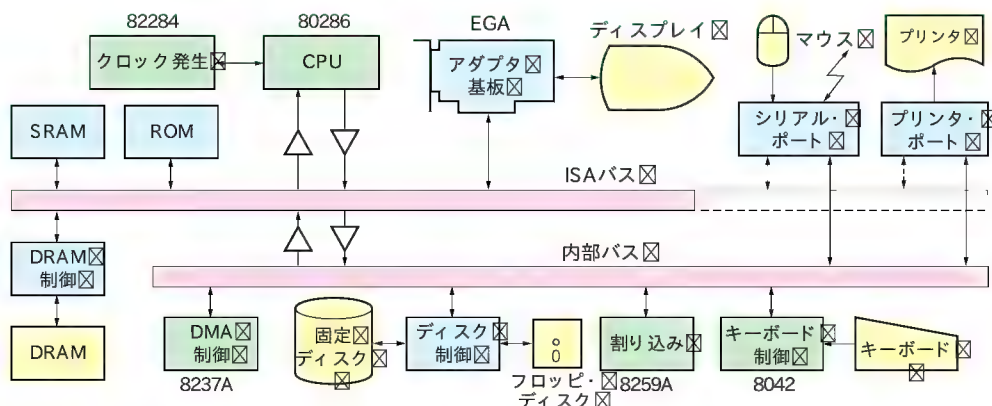 82284
80286
EGA
ディスプレイ
クロック発生
CPU
アダプタ
基板
マウス
プリンタ
SRAM
ROM
シリアル・
ポート
プリンタ・
ポート
ISAバス
DRAM
制御
内部バス
DRAM
DMA
制御
固定
ディスク
ディスク
制御
割り込み
キーボード
制御
キーボード
8237A
フロッピ・
ディスク
8259A
8042